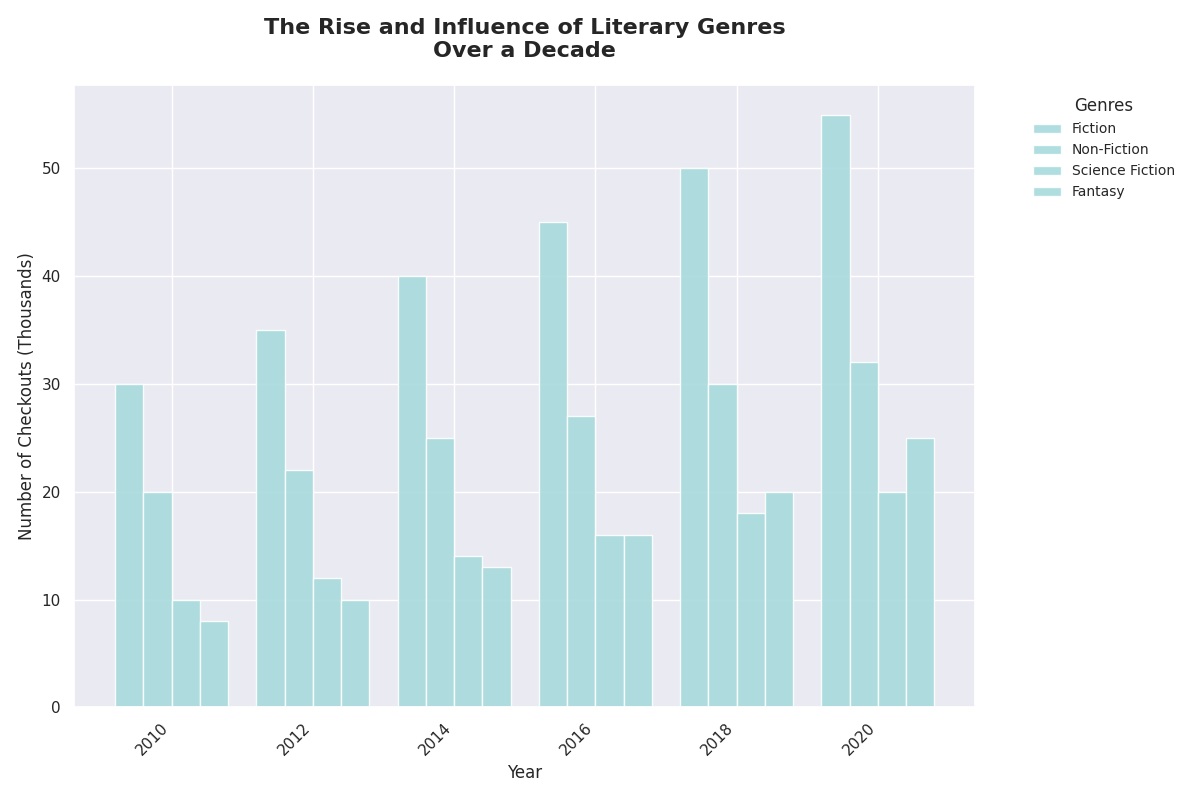 The Rise and Influence of Literary Genres
Over a Decade
Genres
Fiction
Non-Fiction
Science Fiction
Fantasy
Number of Checkouts (Thousands)
50
40
30
20
10
0
2010
2012
2014
2016
2018
2020
Year